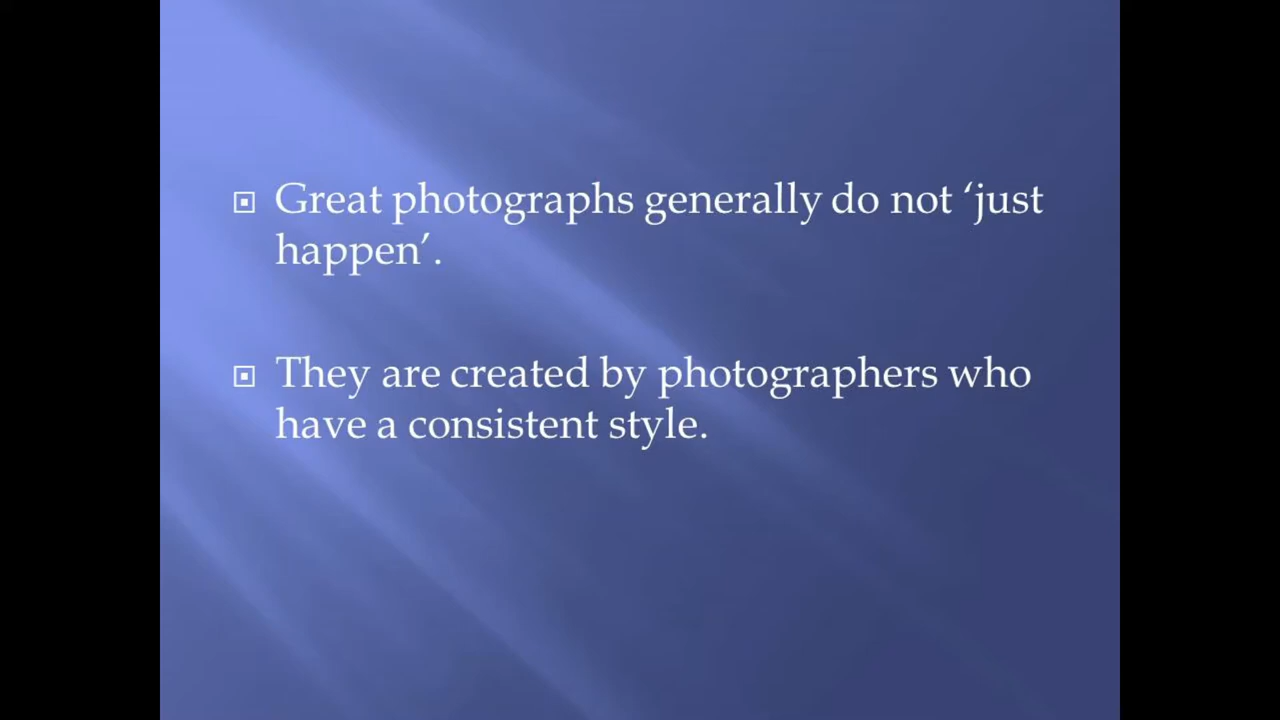 Great photographs generally do not ‘just
happen’.
They are created by photographers who
have a consistent style.